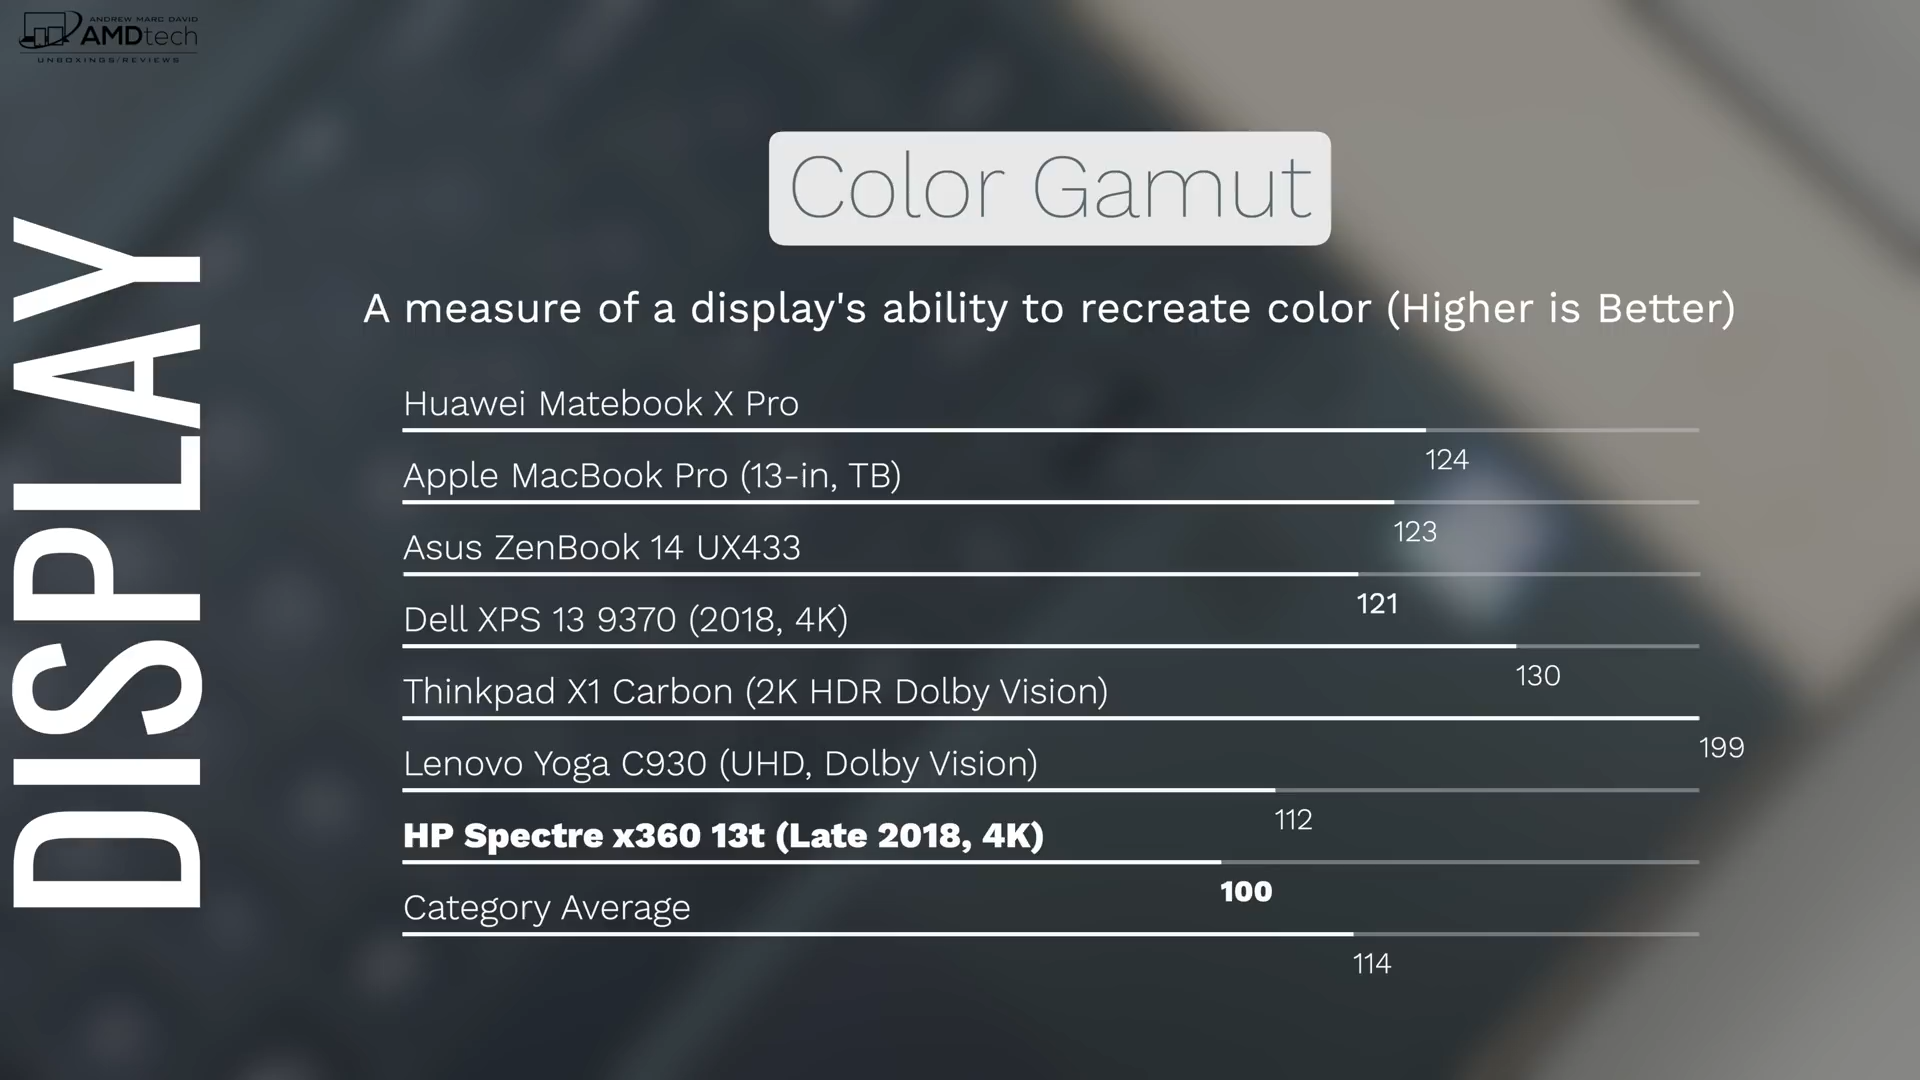 ANDREW MARC DAVID
AMDtech
UNBOXINGS/REVIEWS
DISPLAY
Color Gamut
A measure of a display's ability to recreate color (Higher is Better)
Huawei Matebook X Pro
124
Apple MacBook Pro (13-in, TB)
123
Asus ZenBook 14 UX433
121
Dell XPS 13 9370 (2018, 4K)
130
Thinkpad X1 Carbon (2K HDR Dolby Vision)
199
Lenovo Yoga C930 (UHD, Dolby Vision)
112
HP Spectre x360 13t (Late 2018, 4K)
100
Category Average
114